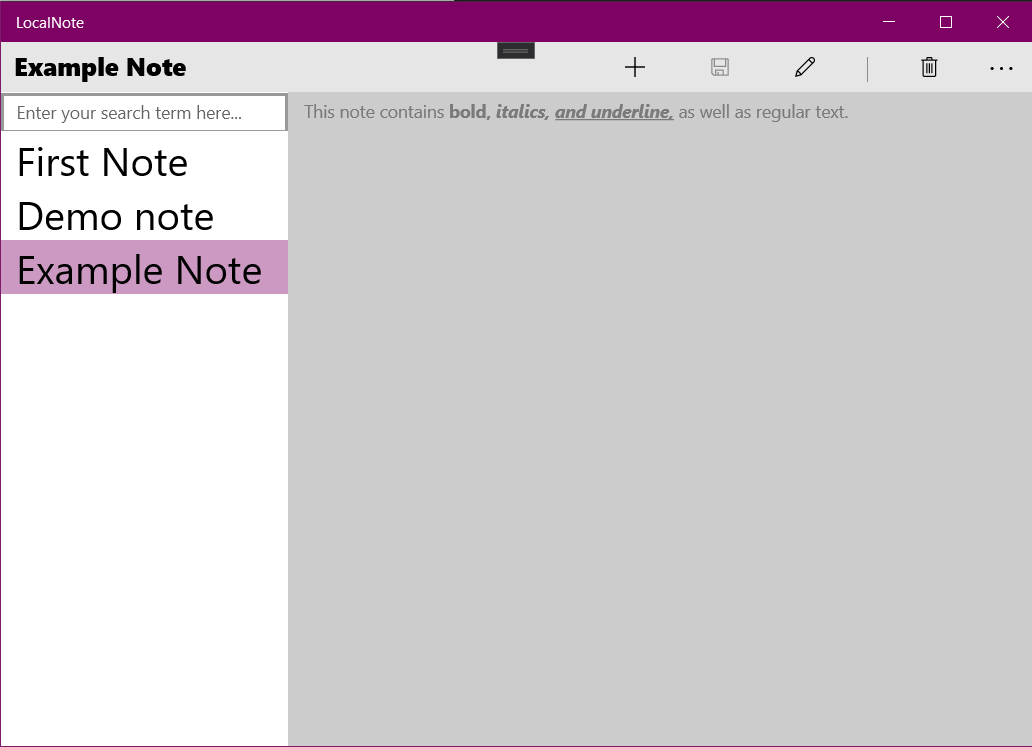 LocalNote
Example Note
Enter your search term here...
This note contains bold, italics, and underline, as well as regular text.
First Note
Demo note
Example Note